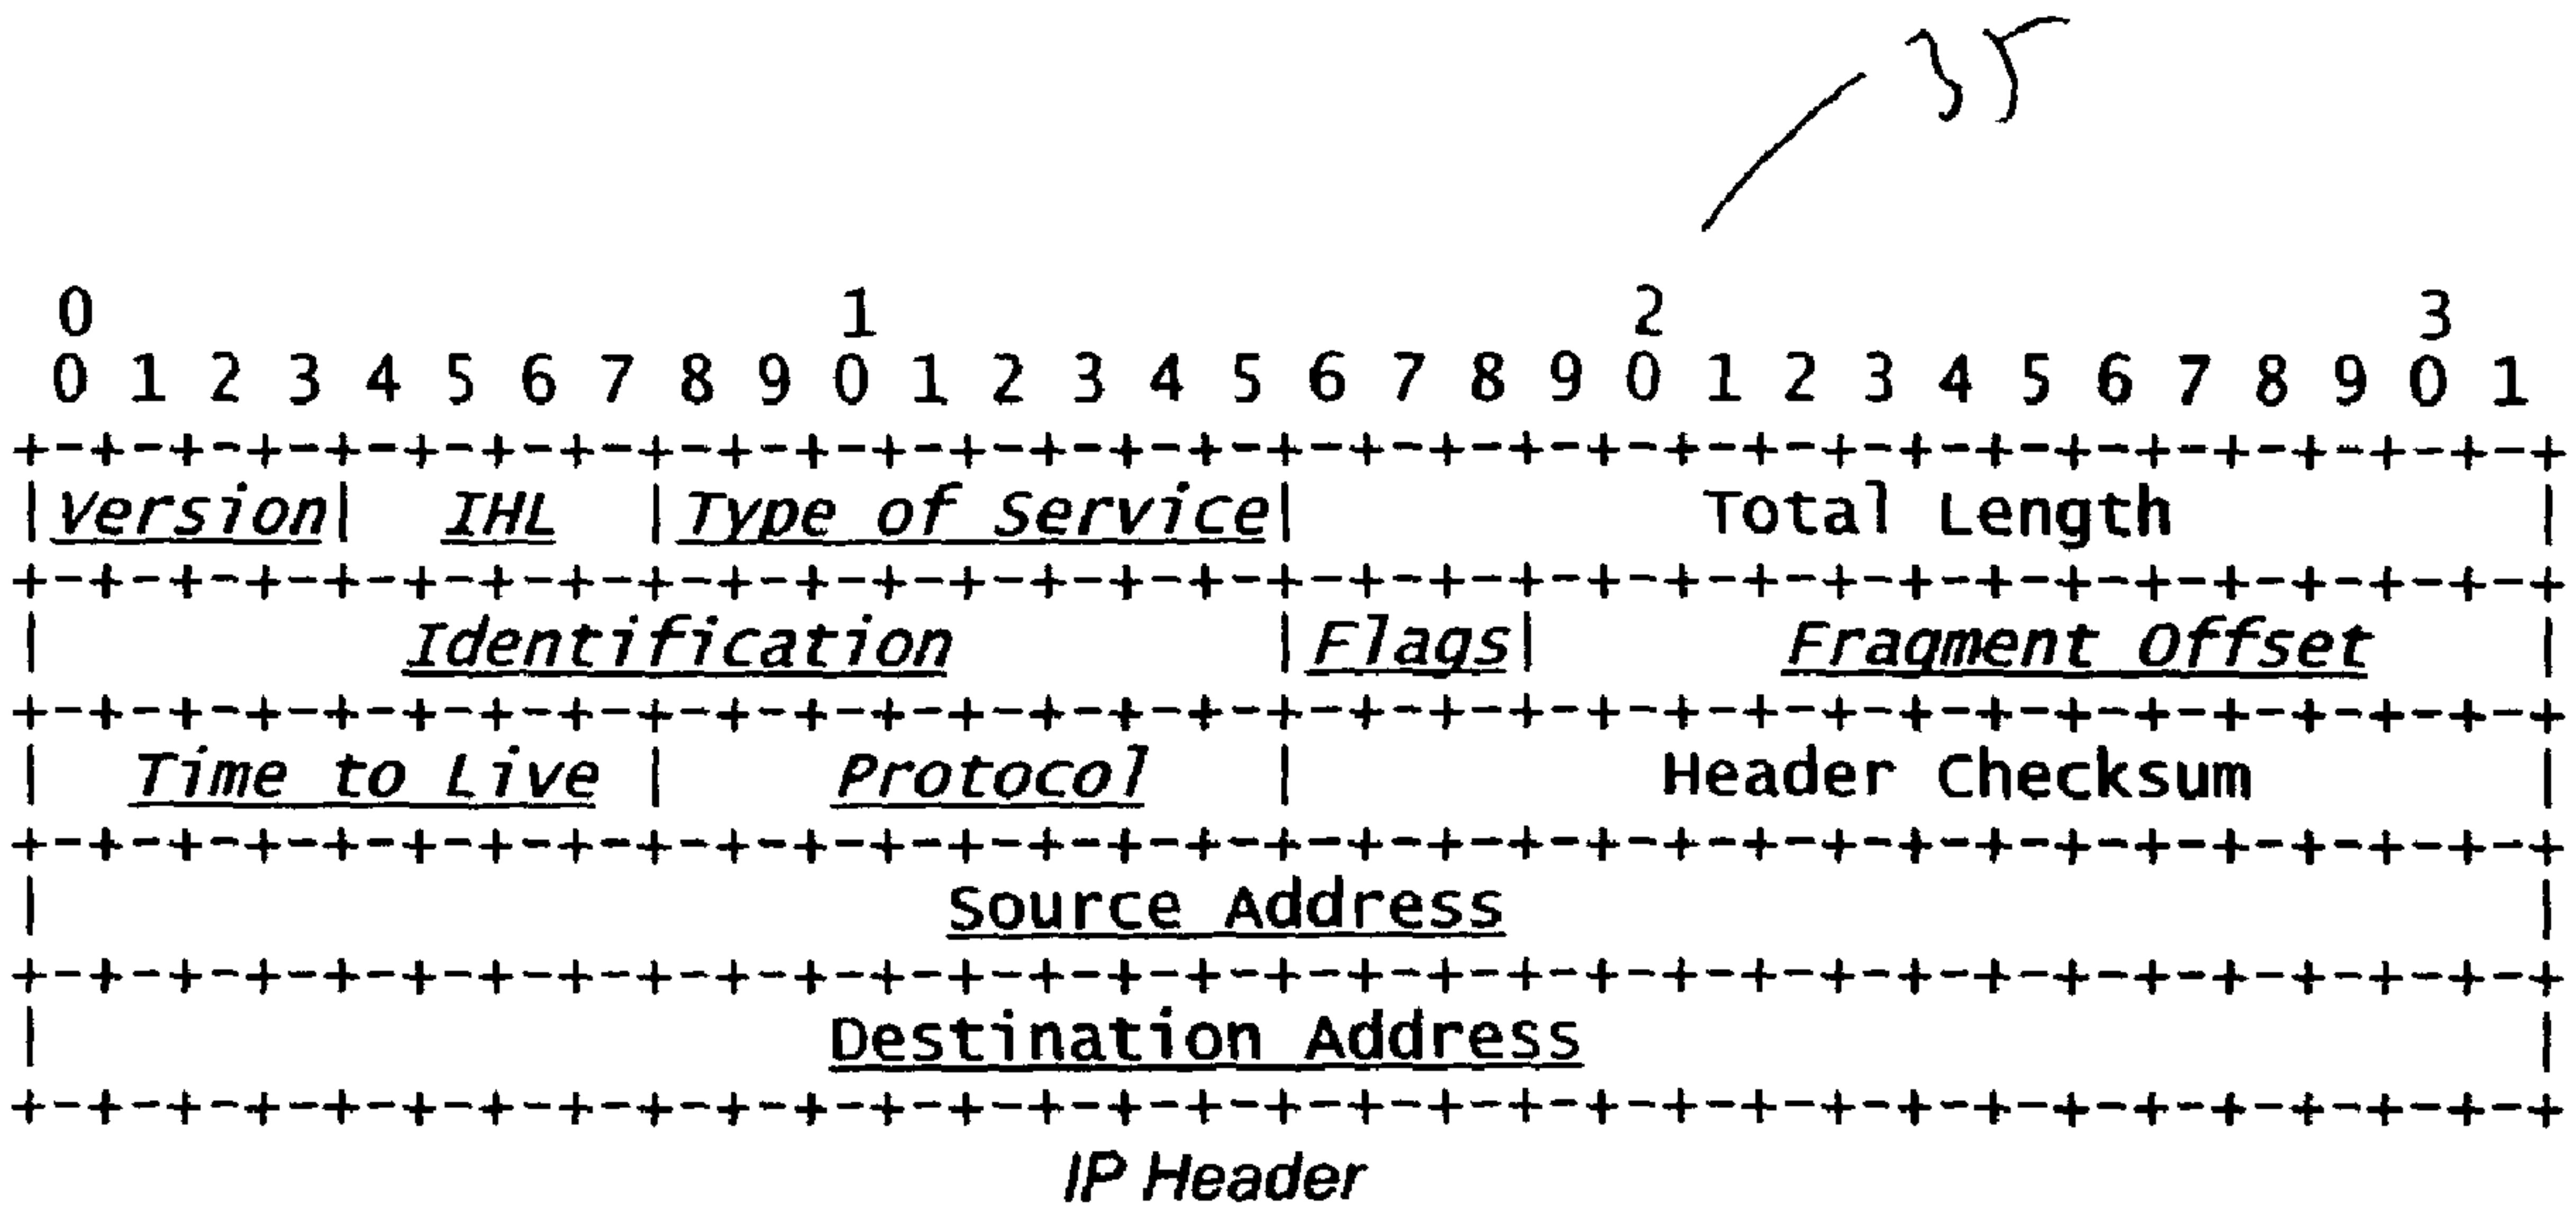 35
0 1 2 3
0 1 2 3 4 5 6 7 8 9 0 1 2 3 4 5 6 7 8 9 0 1 2 3 4 5 6 7 8 9 0 1
+-+-+-+-+-+-+-+-+-+-+-+-+-+-+-+-+-+-+-+-+-+-+-+-+-+-+-+-+-+-+-+-+
|Version| IHL |Type of Service| Total Length |
+-+-+-+-+-+-+-+-+-+-+-+-+-+-+-+-+-+-+-+-+-+-+-+-+-+-+-+-+-+-+-+-+
| Identification |Flags| Fragment Offset |
+-+-+-+-+-+-+-+-+-+-+-+-+-+-+-+-+-+-+-+-+-+-+-+-+-+-+-+-+-+-+-+-+
| Time to Live | Protocol | Header Checksum |
+-+-+-+-+-+-+-+-+-+-+-+-+-+-+-+-+-+-+-+-+-+-+-+-+-+-+-+-+-+-+-+-+
| Source Address |
+-+-+-+-+-+-+-+-+-+-+-+-+-+-+-+-+-+-+-+-+-+-+-+-+-+-+-+-+-+-+-+-+
| Destination Address |
+-+-+-+-+-+-+-+-+-+-+-+-+-+-+-+-+-+-+-+-+-+-+-+-+-+-+-+-+-+-+-+-+
IP Header